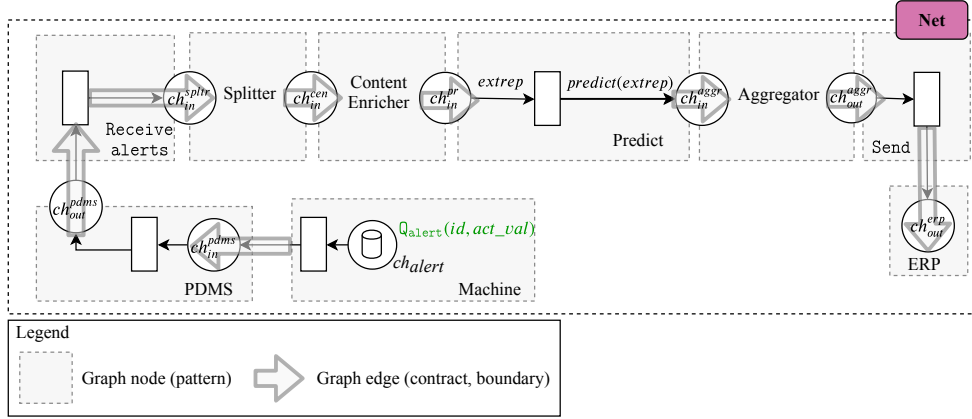 Net
ch_in^spltr
Splitter
ch_in^cen
Content
Enricher
ch_in^pr
extrep
predict(extrep)
Predict
ch_in^aggr
Aggregator
ch_out^aggr
Receive
alerts
Send
ch_out^pdms
ch_in^pdms
PDMS
Q_alert(id, act_val)
ch_alert
Machine
ch_out^erp
ERP
Legend
Graph node (pattern)
Graph edge (contract, boundary)